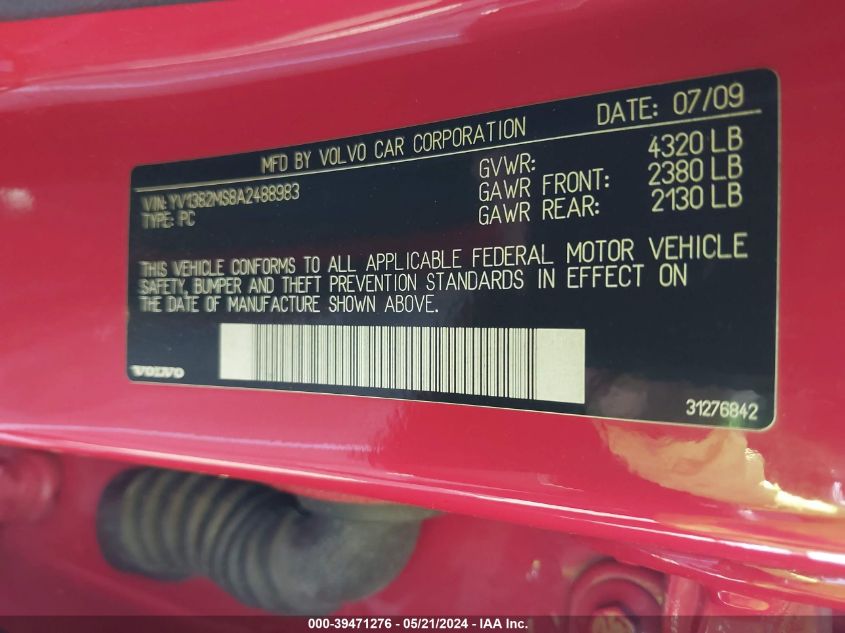 MFD BY VOLVO CAR CORPORATION DATE: 07/09
VIN: YV1382MS8A2488983
TYPE: PC
GVWR: 4320 LB
GAWR FRONT: 2380 LB
GAWR REAR: 2130 LB
THIS VEHICLE CONFORMS TO ALL APPLICABLE FEDERAL MOTOR VEHICLE
SAFETY, BUMPER AND THEFT PREVENTION STANDARDS IN EFFECT ON
THE DATE OF MANUFACTURE SHOWN ABOVE.
VOLVO
31276842
000-39471276 / 05/21/2024 - IAA Inc.